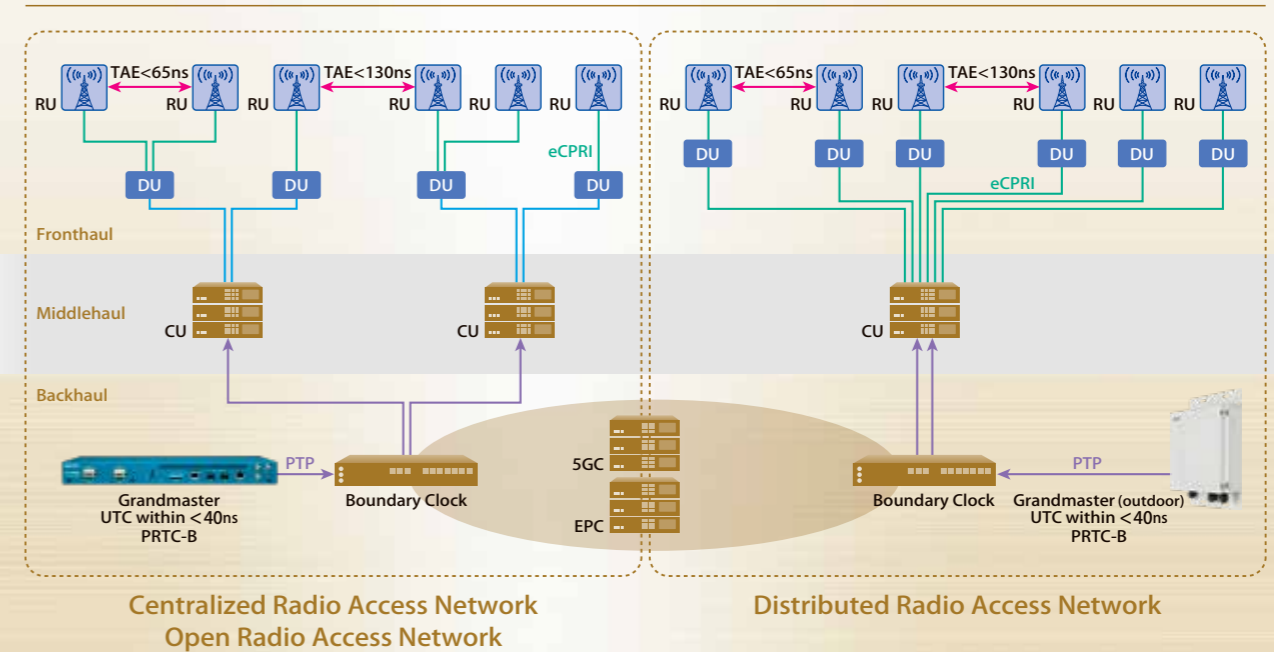 TAE<65ns
TAE<130ns
TAE<65ns
TAE<130ns
RU
RU
RU
RU
RU
RU
RU
RU
RU
RU
RU
RU
eCPRI
DU
DU
DU
DU
DU
DU
DU
DU
DU
DU
eCPRI
Fronthaul
Middlehaul
CU
CU
CU
Backhaul
5GC
PTP
PTP
Grandmaster
UTC within <40ns
PRTC-B
Boundary Clock
EPC
Boundary Clock
Grandmaster (outdoor)
UTC within <40ns
PRTC-B
Centralized Radio Access Network
Open Radio Access Network
Distributed Radio Access Network